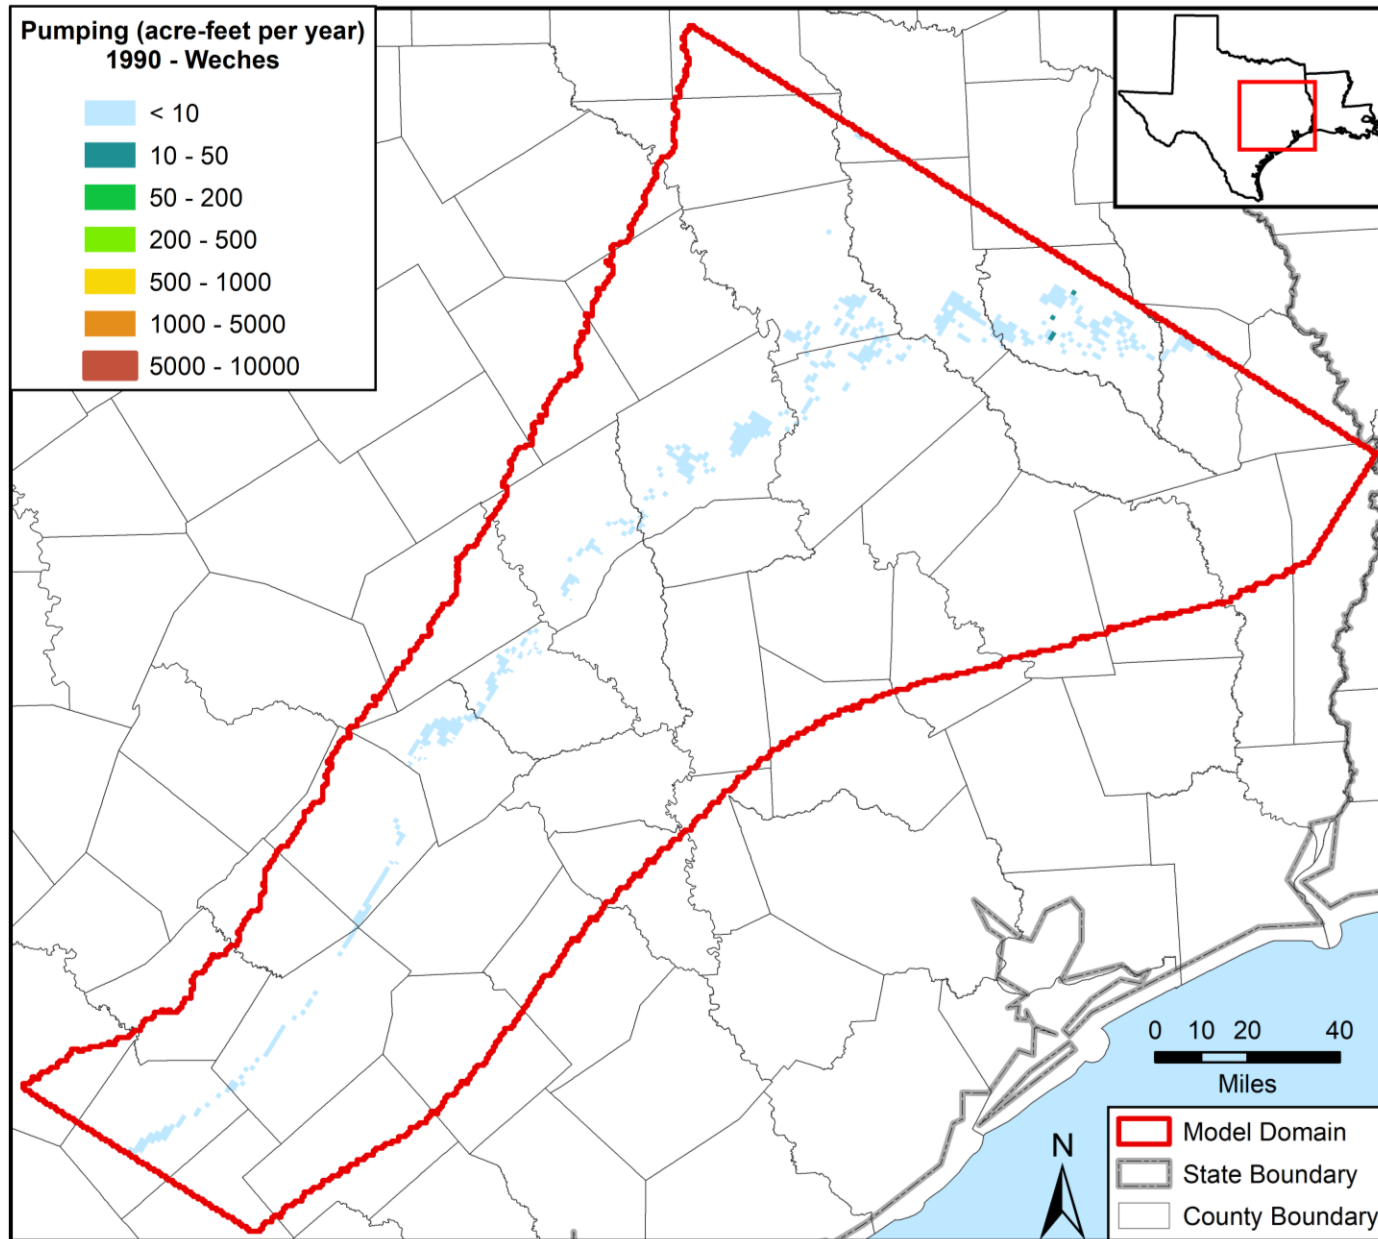 Pumping (acre-feet per year)
1990 - Weches
< 10
10 - 50
50 - 200
200 - 500
500 - 1000
1000 - 5000
5000 - 10000
0 10 20 40
Miles
N
Model Domain
State Boundary
County Boundary